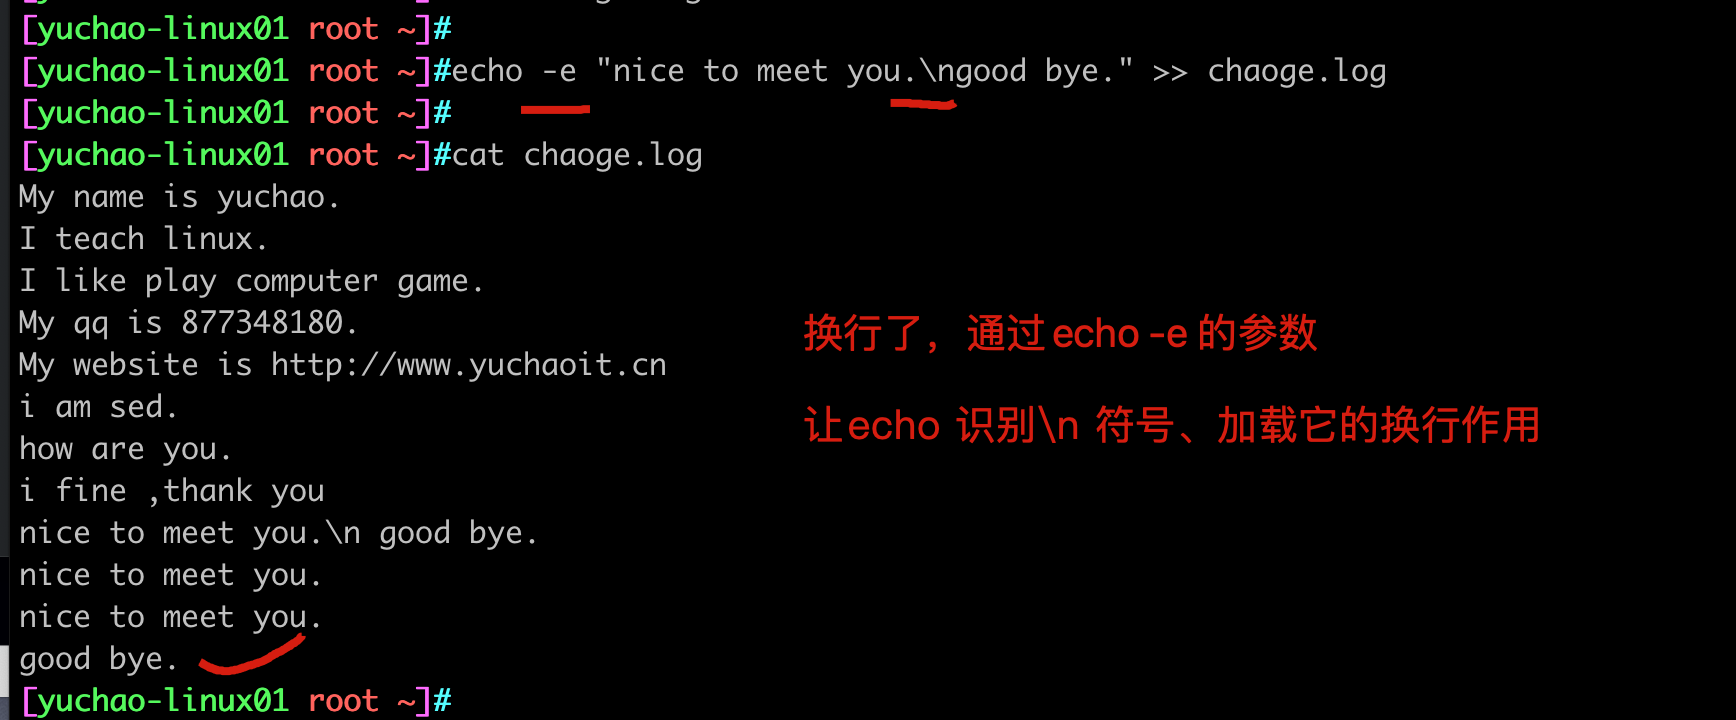 [yuchao-linux01 root ~]#
[yuchao-linux01 root ~]#echo -e "nice to meet you.\ngood bye." >> chaoge.log
[yuchao-linux01 root ~]#
[yuchao-linux01 root ~]#cat chaoge.log
My name is yuchao.
I teach linux.
I like play computer game.
My qq is 877348180.
换行了，通过echo -e 的参数
My website is http://www.yuchaoit.cn
i am sed.
让echo 识别\n 符号、加载它的换行作用
how are you.
i fine ,thank you
nice to meet you.\n good bye.
nice to meet you.
nice to meet you.
good bye.
[yuchao-linux01 root ~]#